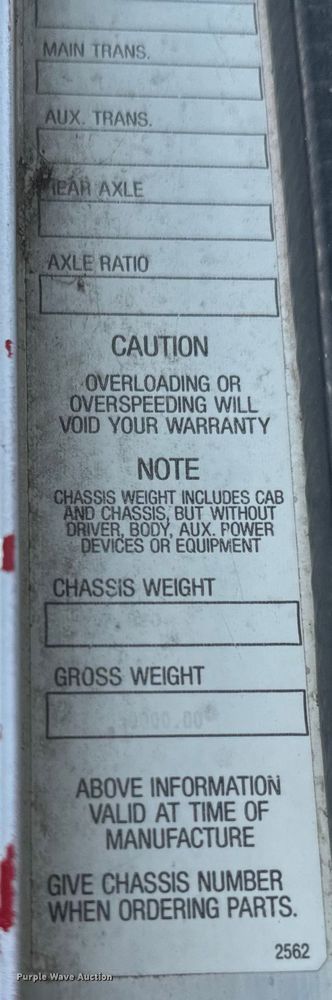 MAIN TRANS.
AUX. TRANS.
REAR AXLE
AXLE RATIO
CAUTION
OVERLOADING OR
OVERSPEEDING WILL
VOID YOUR WARRANTY
NOTE
CHASSIS WEIGHT INCLUDES CAB
AND CHASSIS, BUT WITHOUT
DRIVER, BODY, AUX. POWER
DEVICES OR EQUIPMENT
CHASSIS WEIGHT
GROSS WEIGHT
ABOVE INFORMATION
VALID AT TIME OF
MANUFACTURE
GIVE CHASSIS NUMBER
WHEN ORDERING PARTS.
2562
Purple Wave Auction